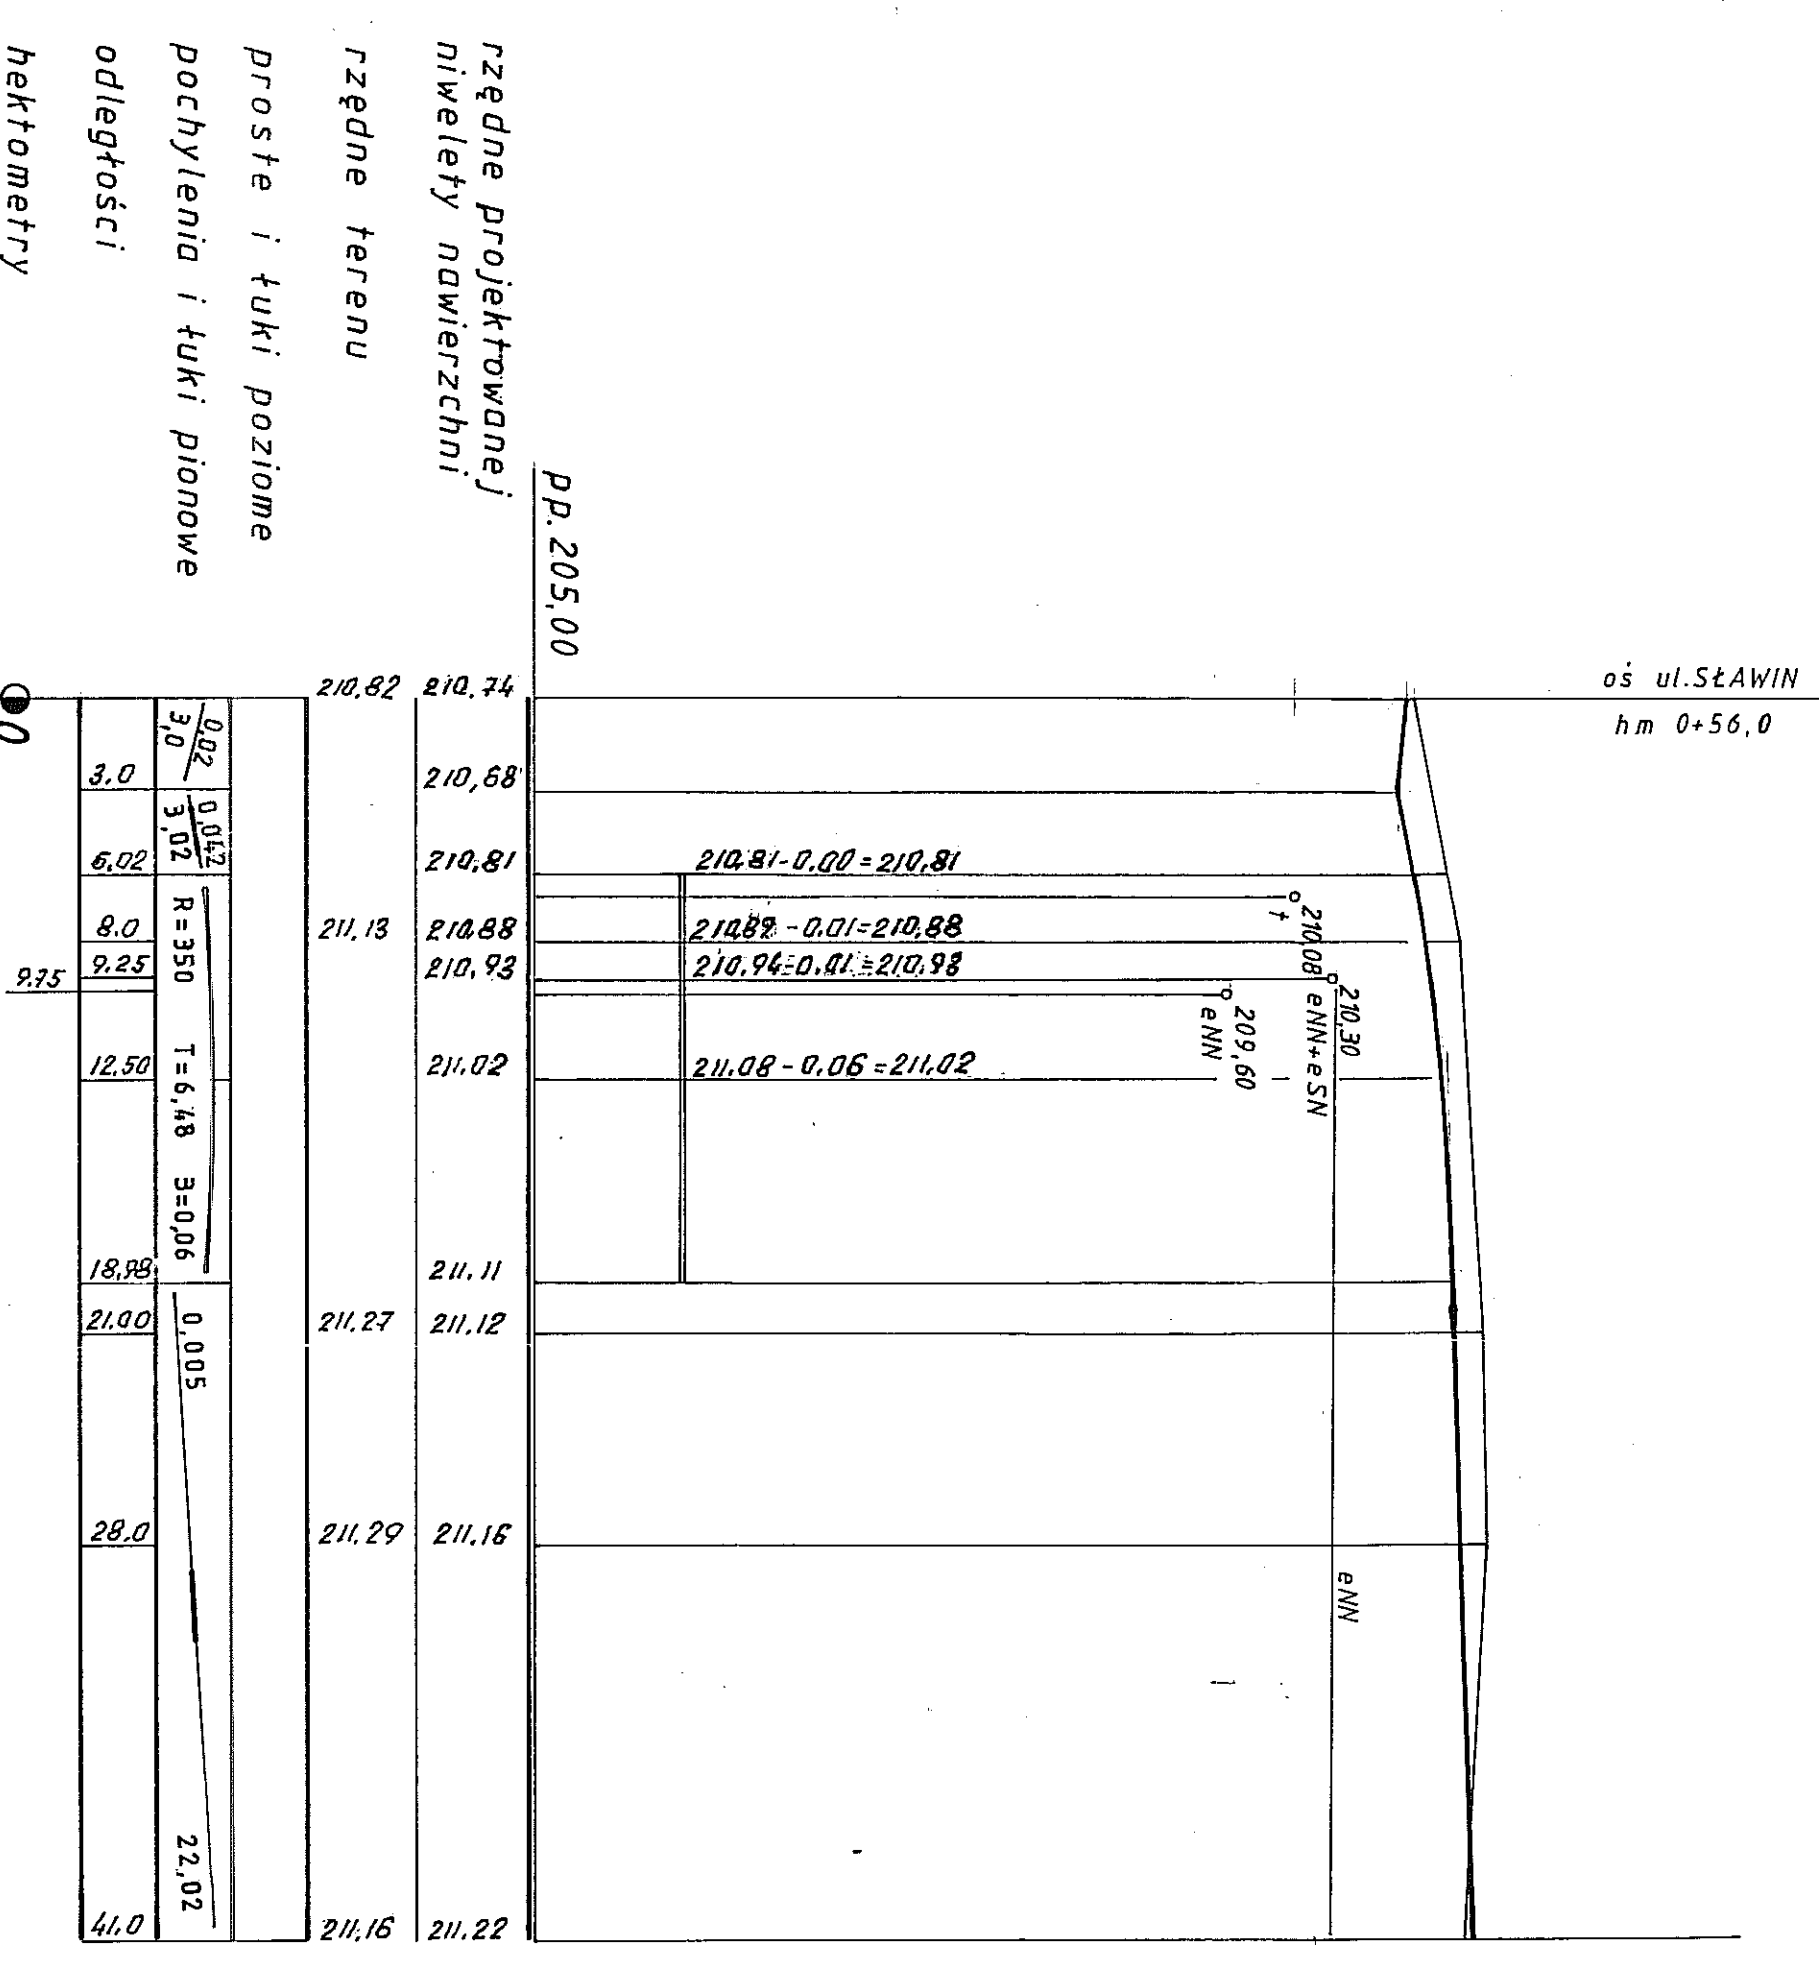 oś ul.SŁAWIN
hm 0+56,0
pp. 205,00
rzędne projektowanej
niwelety nawierzchni
rzędne terenu
proste i łuki poziome
pochylenia i łuki pionowe
odległości
hektometry
210,74
210,68
210,81
210,88
210,93
211.02
211.11
211.12
211.16
211.22
210,82
211,13
211.27
211.29
211.16
0,02
3,0
0,042
3,02
R=350 T=6,48 B=0,06
0,005
22,02
3.0
6.02
8.0
9.25
12.50
18,98
21.00
28.0
41.0
9.75
0
210,81-0.00=210,81
210,89-0.01=210,88
211.08-0.06=211.02
210,08
t
210,30
eNN+eSN
209,60
eNN
eNN